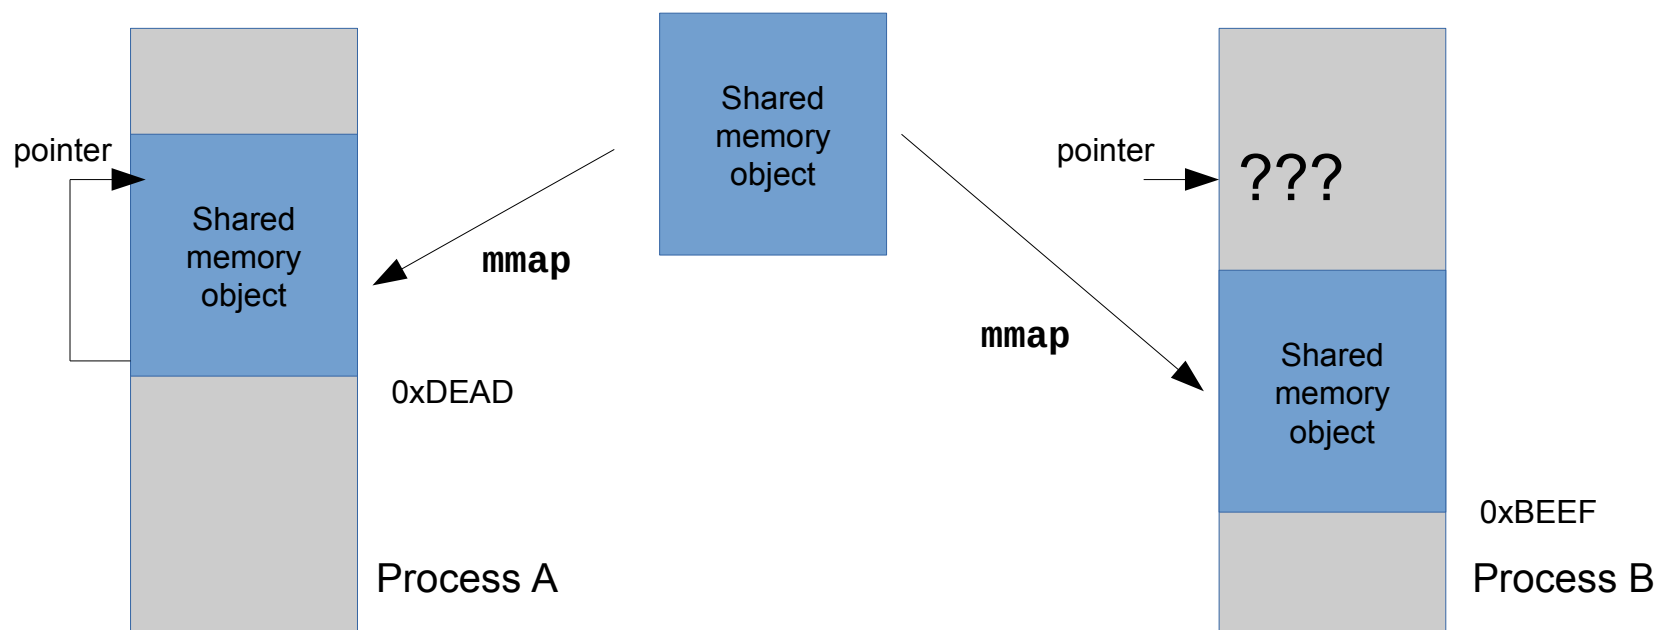 Shared
memory
object
pointer
Shared
memory
object
mmap
0xDEAD
Process A
pointer
???
mmap
Shared
memory
object
0xBEEF
Process B